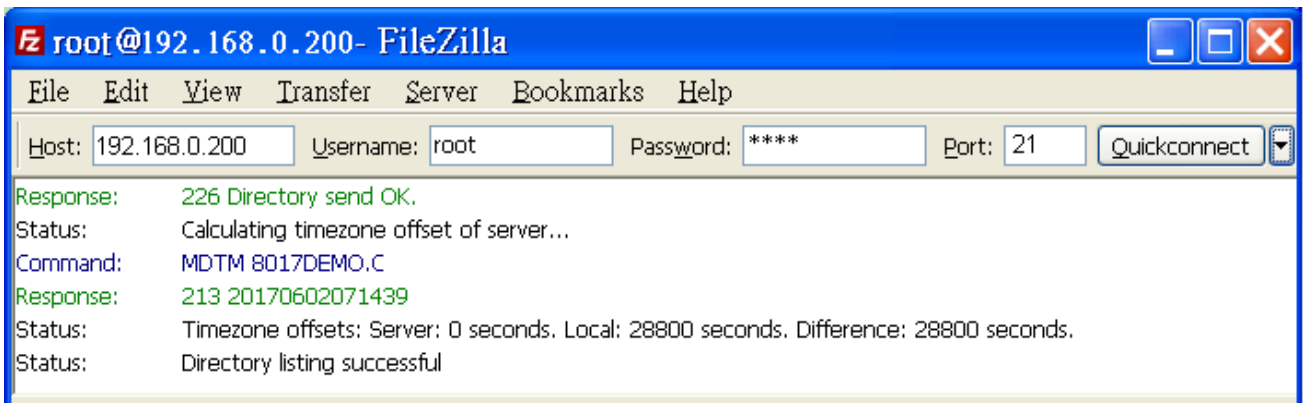 Fz root@192.168.0.200- FileZilla
File Edit View Transfer Server Bookmarks Help
Host: 192.168.0.200 Username: root Password: **** Port: 21 Quickconnect
Response: 226 Directory send OK.
Status: Calculating timezone offset of server...
Command: MDTM 8017DEMO.C
Response: 213 20170602071439
Status: Timezone offsets: Server: 0 seconds. Local: 28800 seconds. Difference: 28800 seconds.
Status: Directory listing successful